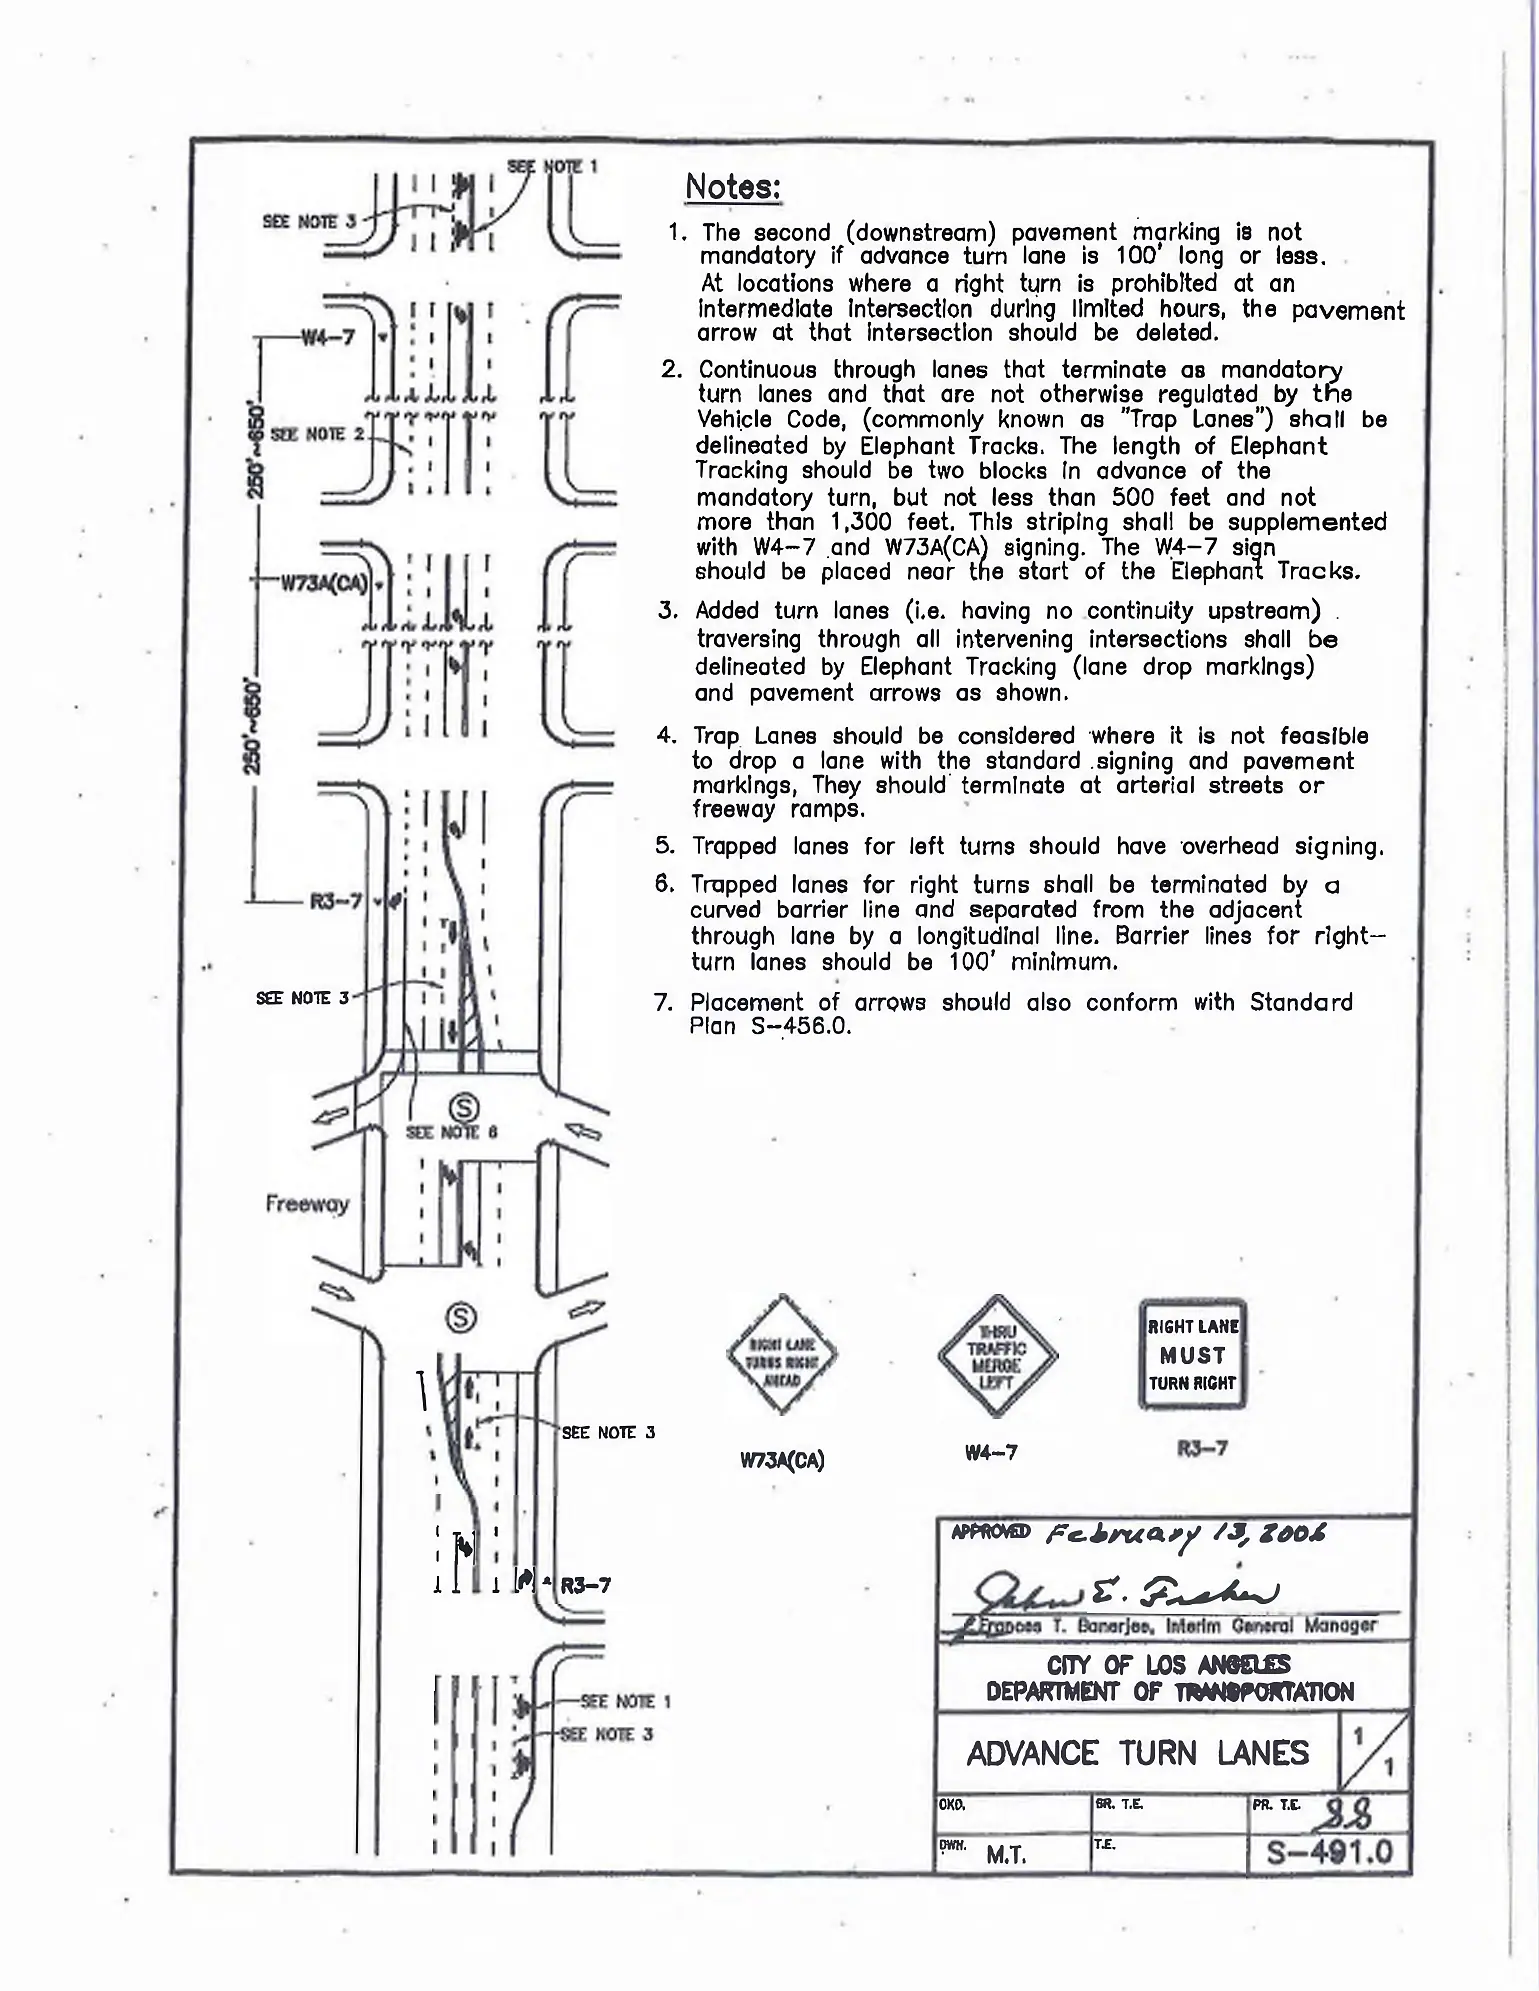 SEE NOTE 1
SEE NOTE 3
W4-7
250'~650'
SEE NOTE 2
W73A(CA)
250'~650'
R3-7
SEE NOTE 3
S
SEE NOTE 6
Freeway
S
SEE NOTE 3
R3-7
SEE NOTE 1
SEE NOTE 3
Notes:
1. The second (downstream) pavement marking is not
mandatory if advance turn lane is 100' long or less.
At locations where a right turn is prohibited at an
intermediate intersection during limited hours, the pavement
arrow at that intersection should be deleted.
2. Continuous through lanes that terminate as mandatory
turn lanes and that are not otherwise regulated by the
Vehicle Code, (commonly known as "Trap Lanes") shall be
delineated by Elephant Tracks. The length of Elephant
Tracking should be two blocks in advance of the
mandatory turn, but not less than 500 feet and not
more than 1,300 feet. This striping shall be supplemented
with W4-7 and W73A(CA) signing. The W4-7 sign
should be placed near the start of the Elephant Tracks.
3. Added turn lanes (i.e. having no continuity upstream)
traversing through all intervening intersections shall be
delineated by Elephant Tracking (lane drop markings)
and pavement arrows as shown.
4. Trap Lanes should be considered where it is not feasible
to drop a lane with the standard signing and pavement
markings, They should terminate at arterial streets or
freeway ramps.
5. Trapped lanes for left turns should have overhead signing.
6. Trapped lanes for right turns shall be terminated by a
curved barrier line and separated from the adjacent
through lane by a longitudinal line. Barrier lines for right-
turn lanes should be 100' minimum.
7. Placement of arrows should also conform with Standard
Plan S-456.0.
RIGHT LANE
TURNS RIGHT
AHEAD
W73A(CA)
THRU
TRAFFIC
MERGE
LEFT
W4-7
RIGHT LANE
MUST
TURN RIGHT
R3-7
APPROVED February 13, 2006
John E. Fisher
Frances T. Banerjee, Interim General Manager
CITY OF LOS ANGELES
DEPARTMENT OF TRANSPORTATION
ADVANCE TURN LANES 1/1
CKD. SR. T.E. PR. T.E.
DWN. M.T. T.E. S-491.0